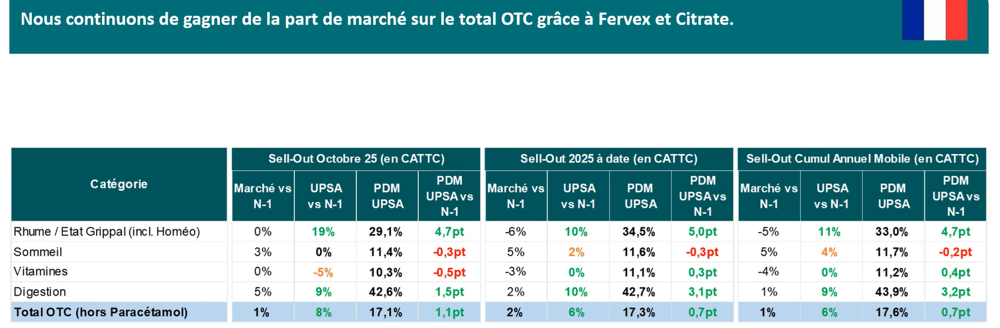 Nous continuons de gagner de la part de marché sur le total OTC grâce à Fervex et Citrate.
Catégorie
Sell-Out Octobre 25 (en CATTC)
Sell-Out 2025 à date (en CATTC)
Sell-Out Cumul Annuel Mobile (en CATTC)
Marché vs N-1
UPSA vs N-1
PDM UPSA
PDM UPSA vs N-1
Marché vs N-1
UPSA vs N-1
PDM UPSA
PDM UPSA vs N-1
Marché vs N-1
UPSA vs N-1
PDM UPSA
PDM UPSA vs N-1
Rhume / Etat Grippal (incl. Homéo) 0% 19% 29,1% 4,7pt -6% 10% 34,5% 5,0pt -5% 11% 33,0% 4,7pt
Sommeil 3% 0% 11,4% -0,3pt 5% 2% 11,6% -0,3pt 5% 4% 11,7% -0,2pt
Vitamines 0% -5% 10,3% -0,5pt -3% 0% 11,1% 0,3pt -4% 0% 11,2% 0,4pt
Digestion 5% 9% 42,6% 1,5pt 2% 10% 42,7% 3,1pt 1% 9% 43,9% 3,2pt
Total OTC (hors Paracétamol) 1% 8% 17,1% 1,1pt 2% 6% 17,3% 0,7pt 1% 6% 17,6% 0,7pt